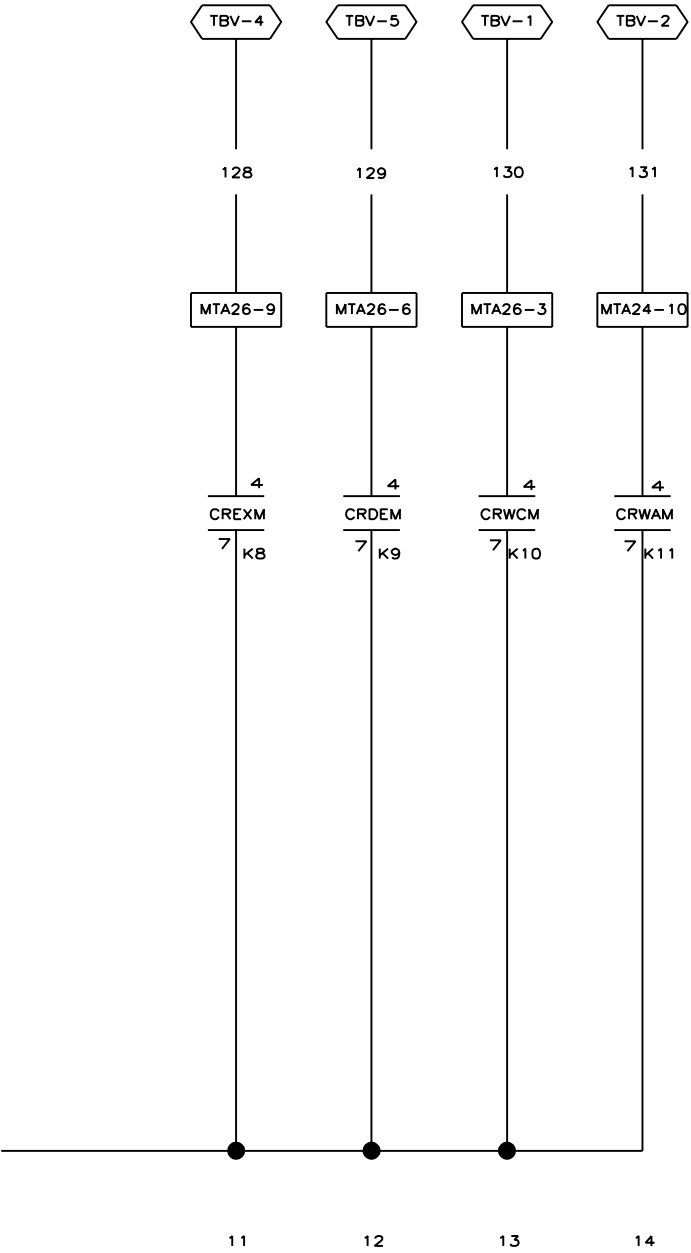 TBV-4 TBV-5 TBV-1 TBV-2
128 129 130 131
MTA26-9 MTA26-6 MTA26-3 MTA24-10
4 4 4 4
CREXM CRDEM CRWCM CRWAM
7 K8 7 K9 7 K10 7 K11
11 12 13 14